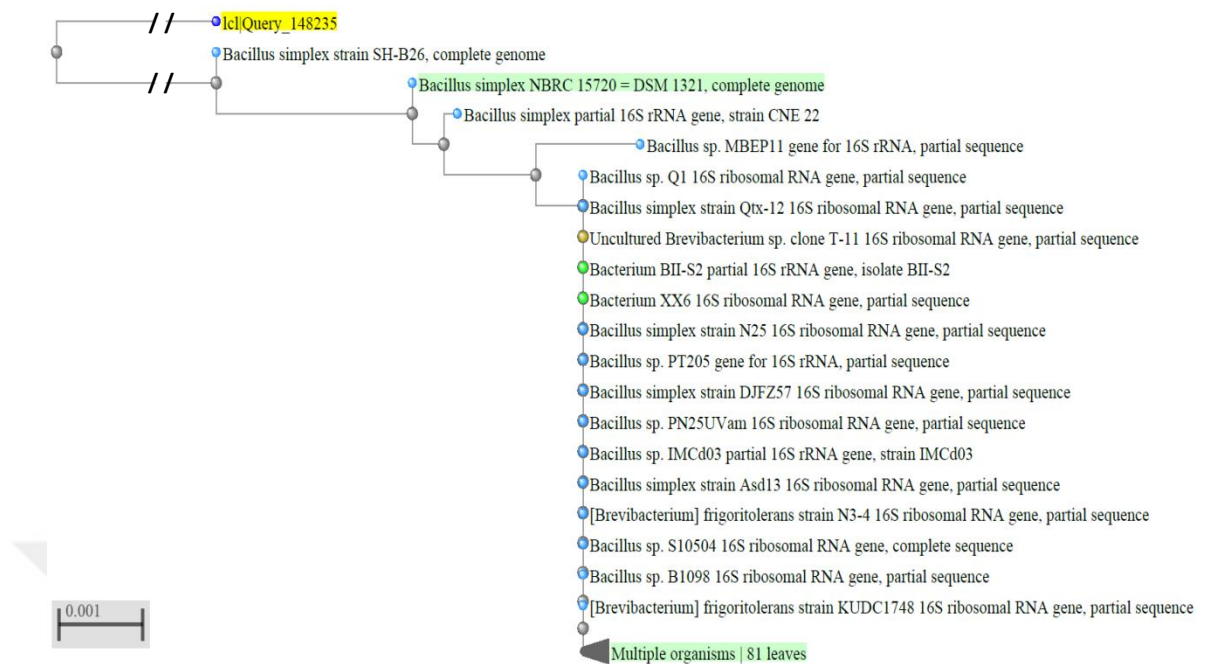 lcl|Query_148235
Bacillus simplex strain SH-B26, complete genome
Bacillus simplex NBRC 15720 = DSM 1321, complete genome
Bacillus simplex partial 16S rRNA gene, strain CNE 22
Bacillus sp. MBEP11 gene for 16S rRNA, partial sequence
Bacillus sp. Q1 16S ribosomal RNA gene, partial sequence
Bacillus simplex strain Qtx-12 16S ribosomal RNA gene, partial sequence
Uncultured Brevibacterium sp. clone T-11 16S ribosomal RNA gene, partial sequence
Bacterium BII-S2 partial 16S rRNA gene, isolate BII-S2
Bacterium XX6 16S ribosomal RNA gene, partial sequence
Bacillus simplex strain N25 16S ribosomal RNA gene, partial sequence
Bacillus sp. PT205 gene for 16S rRNA, partial sequence
Bacillus simplex strain DJFZ57 16S ribosomal RNA gene, partial sequence
Bacillus sp. PN25UVam 16S ribosomal RNA gene, partial sequence
Bacillus sp. IMCd03 partial 16S rRNA gene, strain IMCd03
Bacillus simplex strain Asd13 16S ribosomal RNA gene, partial sequence
[Brevibacterium] frigoritolerans strain N3-4 16S ribosomal RNA gene, partial sequence
Bacillus sp. S10504 16S ribosomal RNA gene, complete sequence
Bacillus sp. B1098 16S ribosomal RNA gene, partial sequence
[Brevibacterium] frigoritolerans strain KUDC1748 16S ribosomal RNA gene, partial sequence
0.001
Multiple organisms | 81 leaves